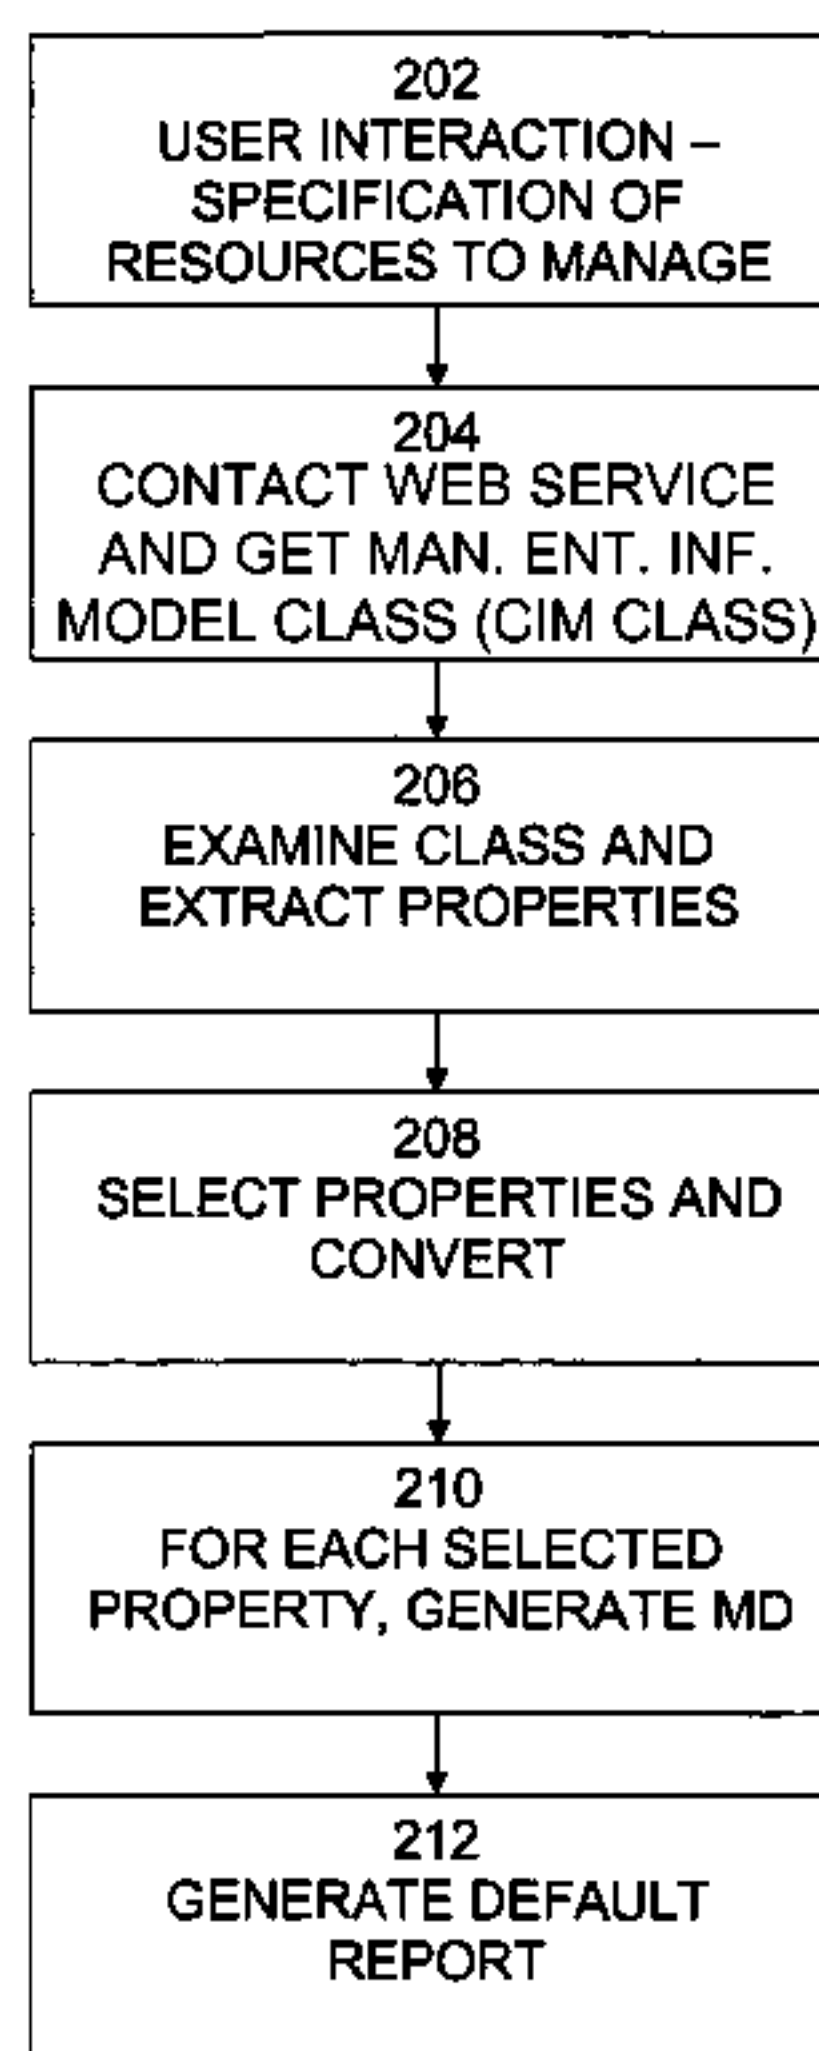 202
USER INTERACTION –
SPECIFICATION OF
RESOURCES TO MANAGE
204
CONTACT WEB SERVICE
AND GET MAN. ENT. INF.
MODEL CLASS (CIM CLASS)
206
EXAMINE CLASS AND
EXTRACT PROPERTIES
208
SELECT PROPERTIES AND
CONVERT
210
FOR EACH SELECTED
PROPERTY, GENERATE MD
212
GENERATE DEFAULT
REPORT